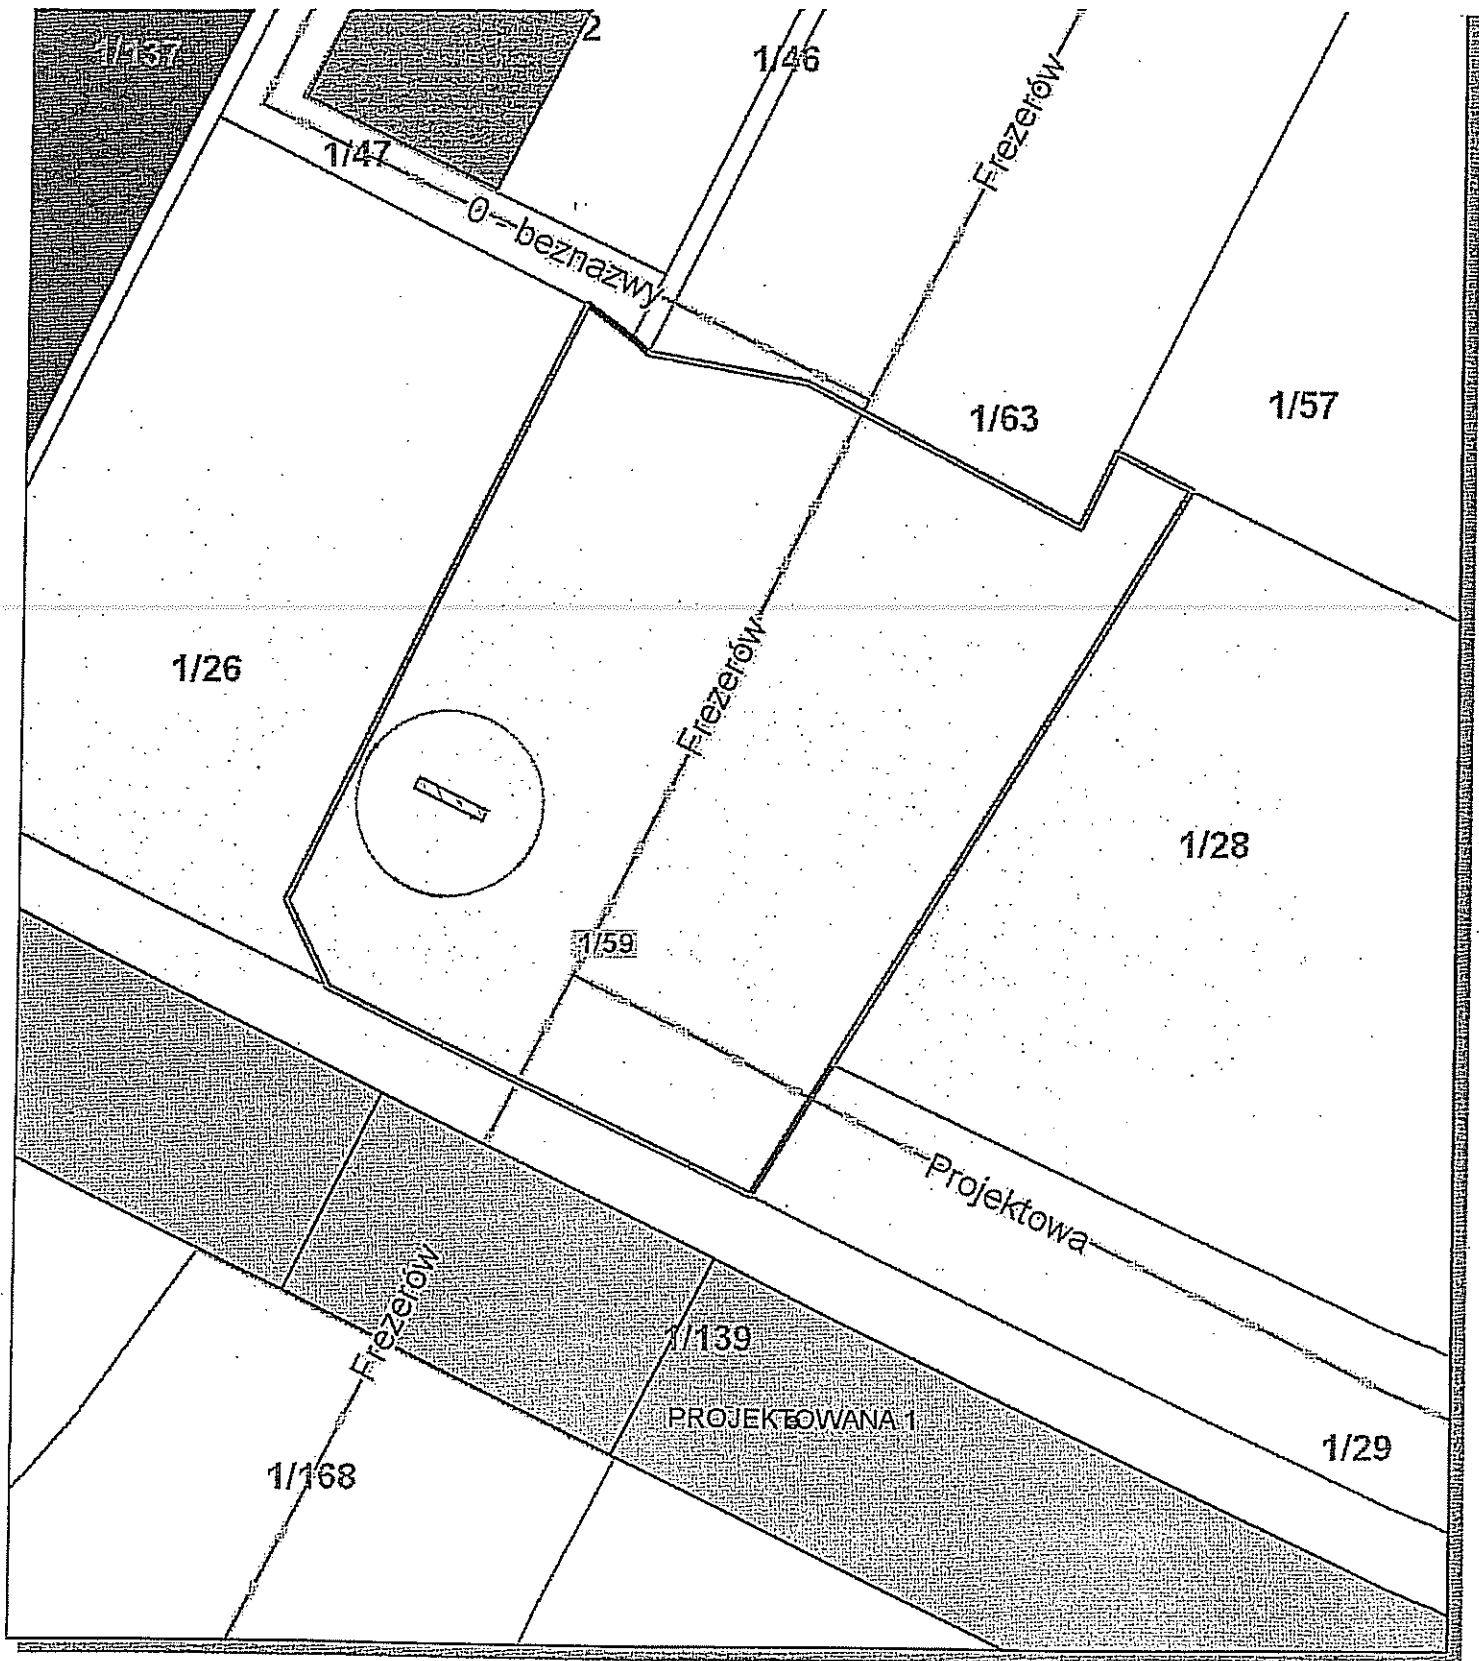 1/137
2
1/46
1/47
0 - beznazwy
Frezerów
1/63
1/57
1/26
Frezerów
1/28
1/59
Projektowa
Frezerów
1/139
PROJEKTOWANA 1
1/29
1/168